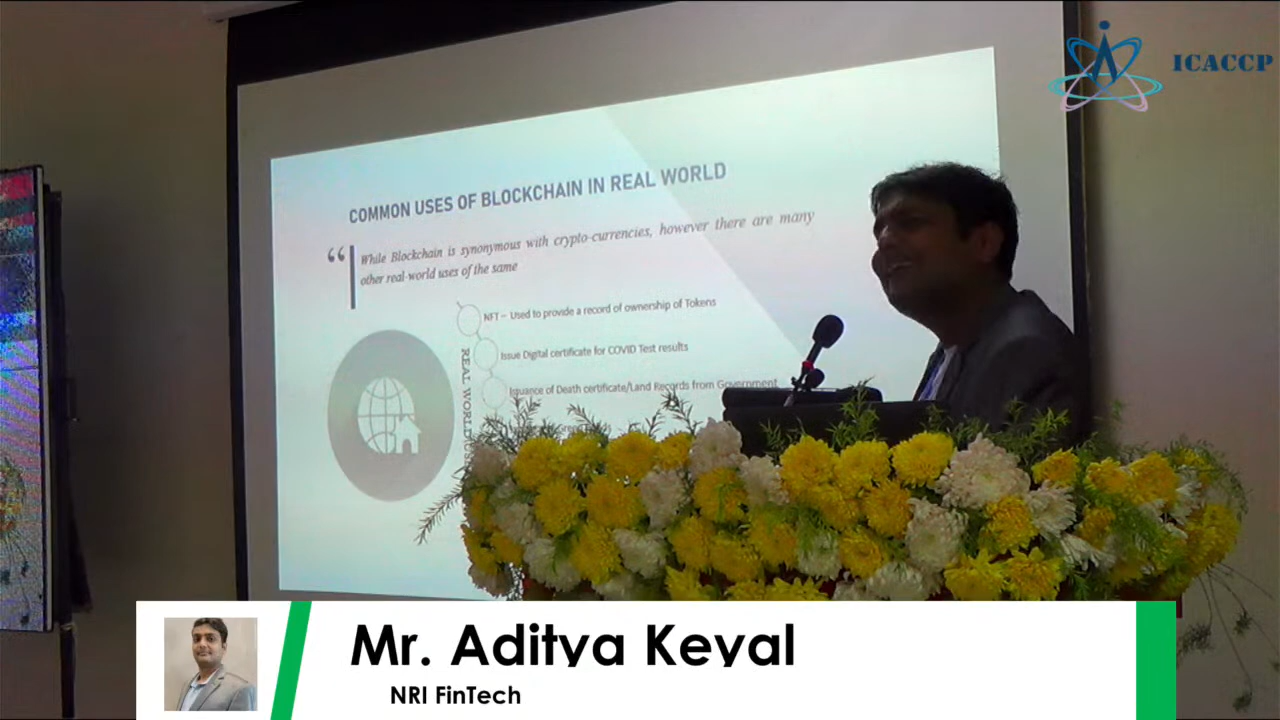 ICACCP
COMMON USES OF BLOCKCHAIN IN REAL WORLD
“
While Blockchain is synonymous with crypto-currencies, however there are many
other real-world uses of the same
NFT – Used to provide a record of ownership of Tokens
Issue Digital certificate for COVID Test results
Issuance of Death certificate/Land Records from Government
REAL WORLD
Mr. Aditya Keyal
NRI FinTech